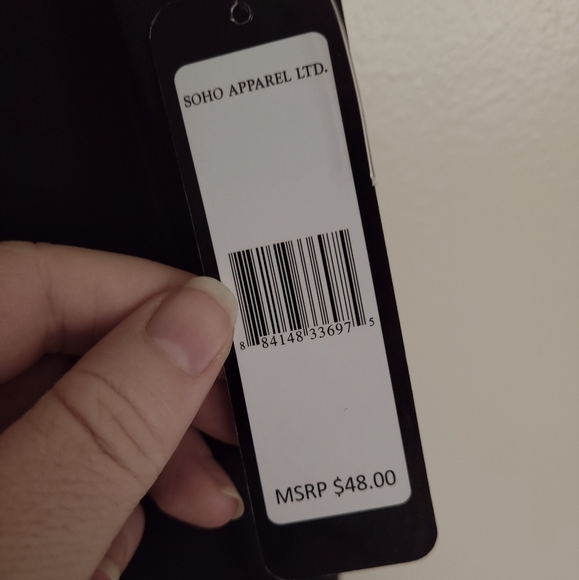 SOHO APPAREL LTD.
8 84148 33697 5
MSRP $48.00